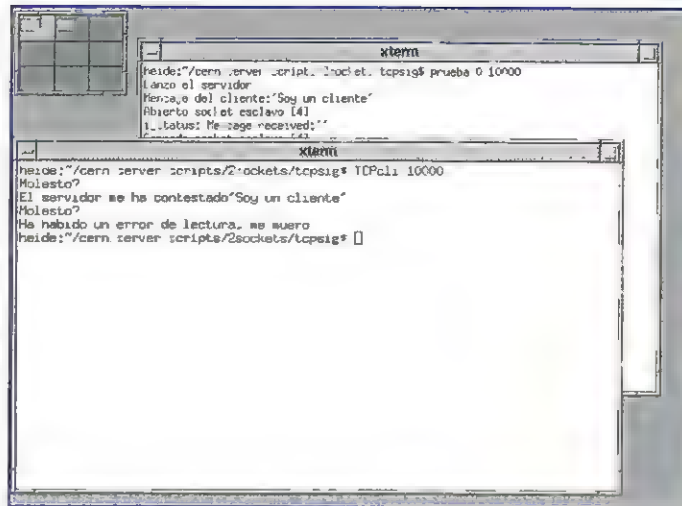 xterm
heide:~/cern server script. 2socket. tcpsig$ prueba 0 10000
Lanzo el servidor
Mensaje del cliente:'Soy un cliente'
Abierto socket esclavo [4]
Message received:''
xterm
heide:~/cern server scripts/2sockets/tcpsig$ TCPcli 10000
Molesto?
El servidor me ha contestado'Soy un cliente'
Molesto?
Ha habido un error de lectura, me muero
heide:~/cern server scripts/2sockets/tcpsig$